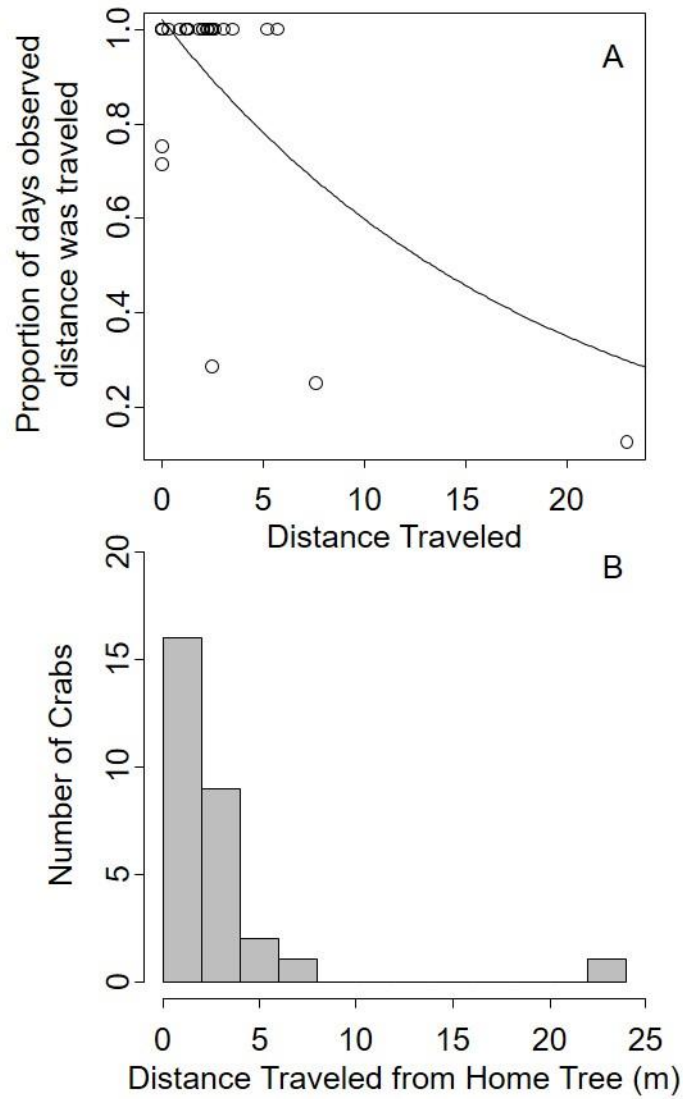 A
Proportion of days observed
distance was traveled
1.0
0.8
0.6
0.4
0.2
0 5 10 15 20
Distance Traveled
B
Number of Crabs
20
15
10
5
0
0 5 10 15 20 25
Distance Traveled from Home Tree (m)